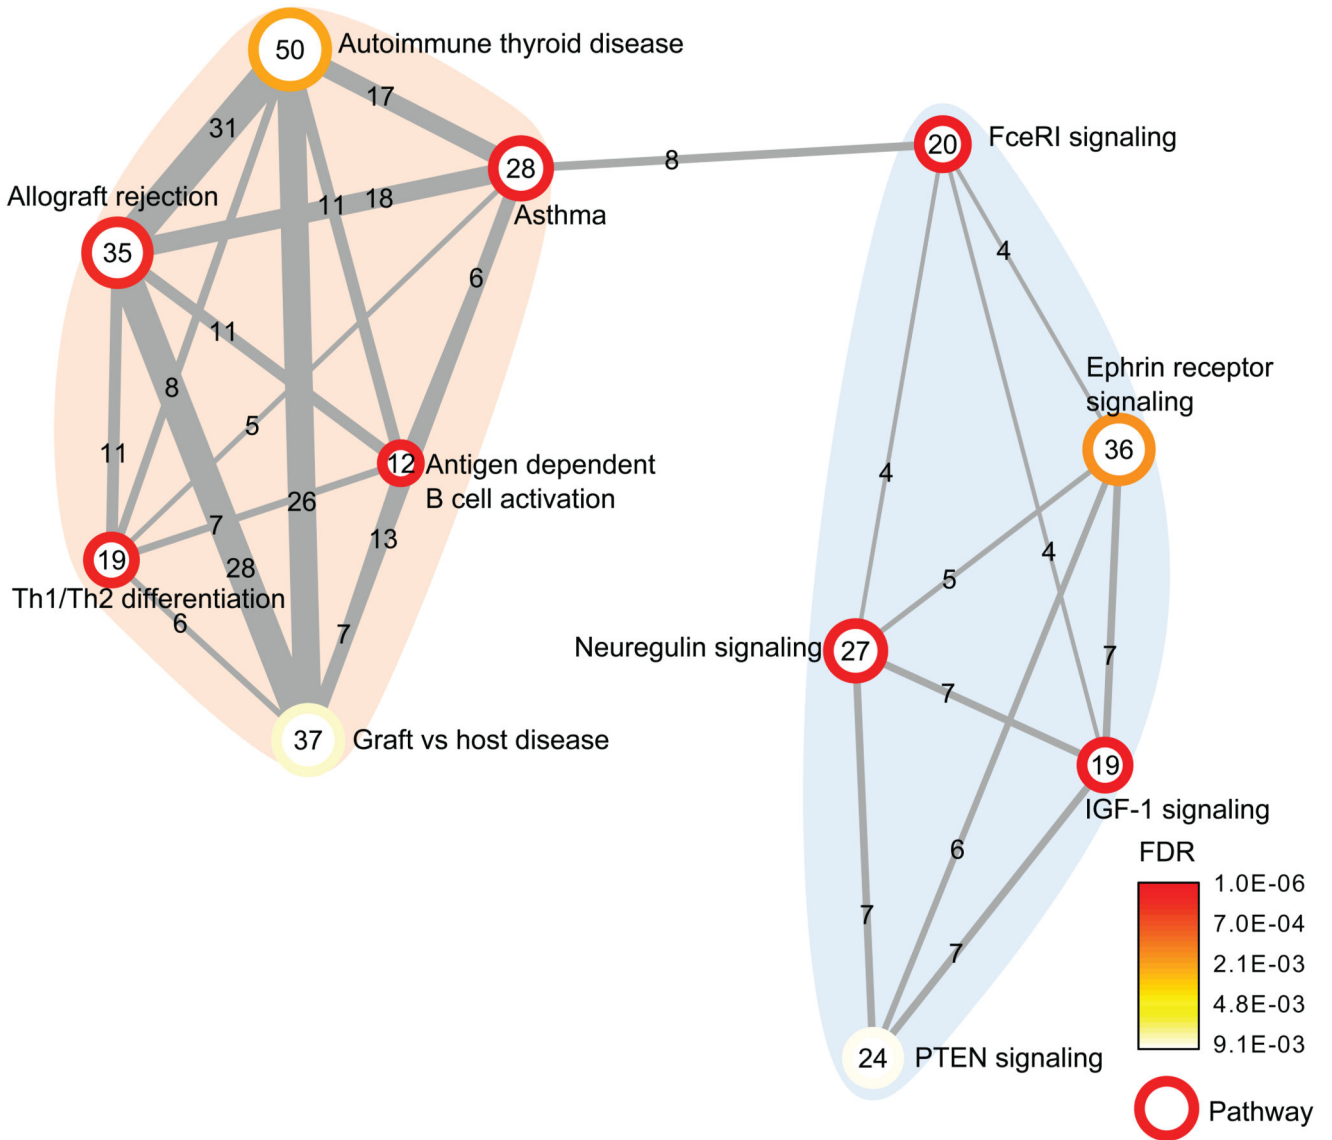 50
Autoimmune thyroid disease
17
31
20
FceRI signaling
8
28
Asthma
Allograft rejection
11
18
35
4
6
11
Ephrin receptor
signaling
8
5
36
11
12
Antigen dependent
B cell activation
4
26
7
13
4
19
28
5
Th1/Th2 differentiation
6
7
Neuregulin signaling
27
7
7
37
Graft vs host disease
19
IGF-1 signaling
6
FDR
1.0E-06
7.0E-04
2.1E-03
4.8E-03
9.1E-03
7
7
24
PTEN signaling
Pathway